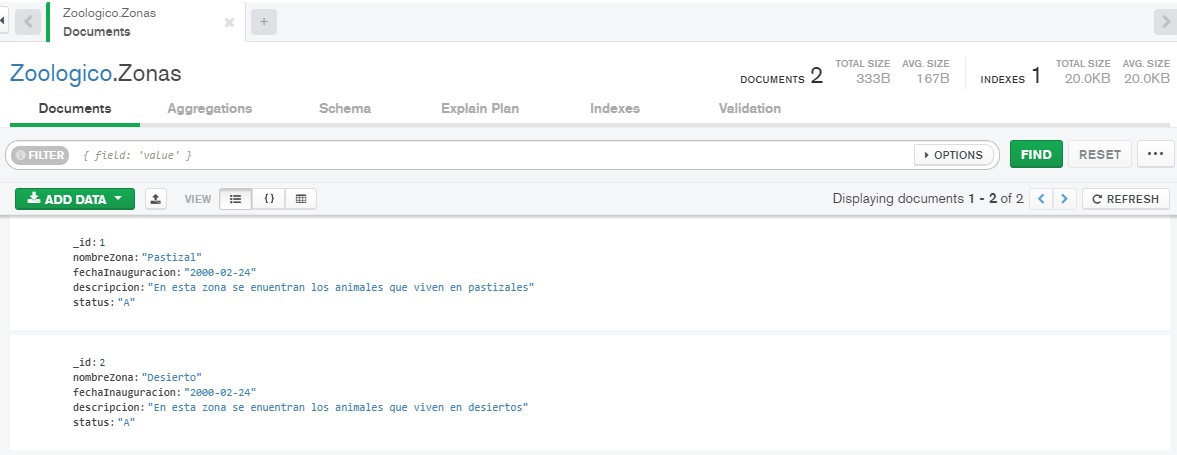 Zoologico.Zonas
Documents
Zoologico.Zonas
DOCUMENTS 2 TOTAL SIZE 333B AVG. SIZE 167B INDEXES 1 TOTAL SIZE 20.0KB AVG. SIZE 20.0KB
Documents Aggregations Schema Explain Plan Indexes Validation
FILTER { field: 'value' } OPTIONS FIND RESET ...
ADD DATA VIEW {} Displaying documents 1 - 2 of 2 < > REFRESH
_id: 1
nombreZona: "Pastizal"
fechaInauguracion: "2000-02-24"
descripcion: "En esta zona se enuentran los animales que viven en pastizales"
status: "A"
_id: 2
nombreZona: "Desierto"
fechaInauguracion: "2000-02-24"
descripcion: "En esta zona se enuentran los animales que viven en desiertos"
status: "A"